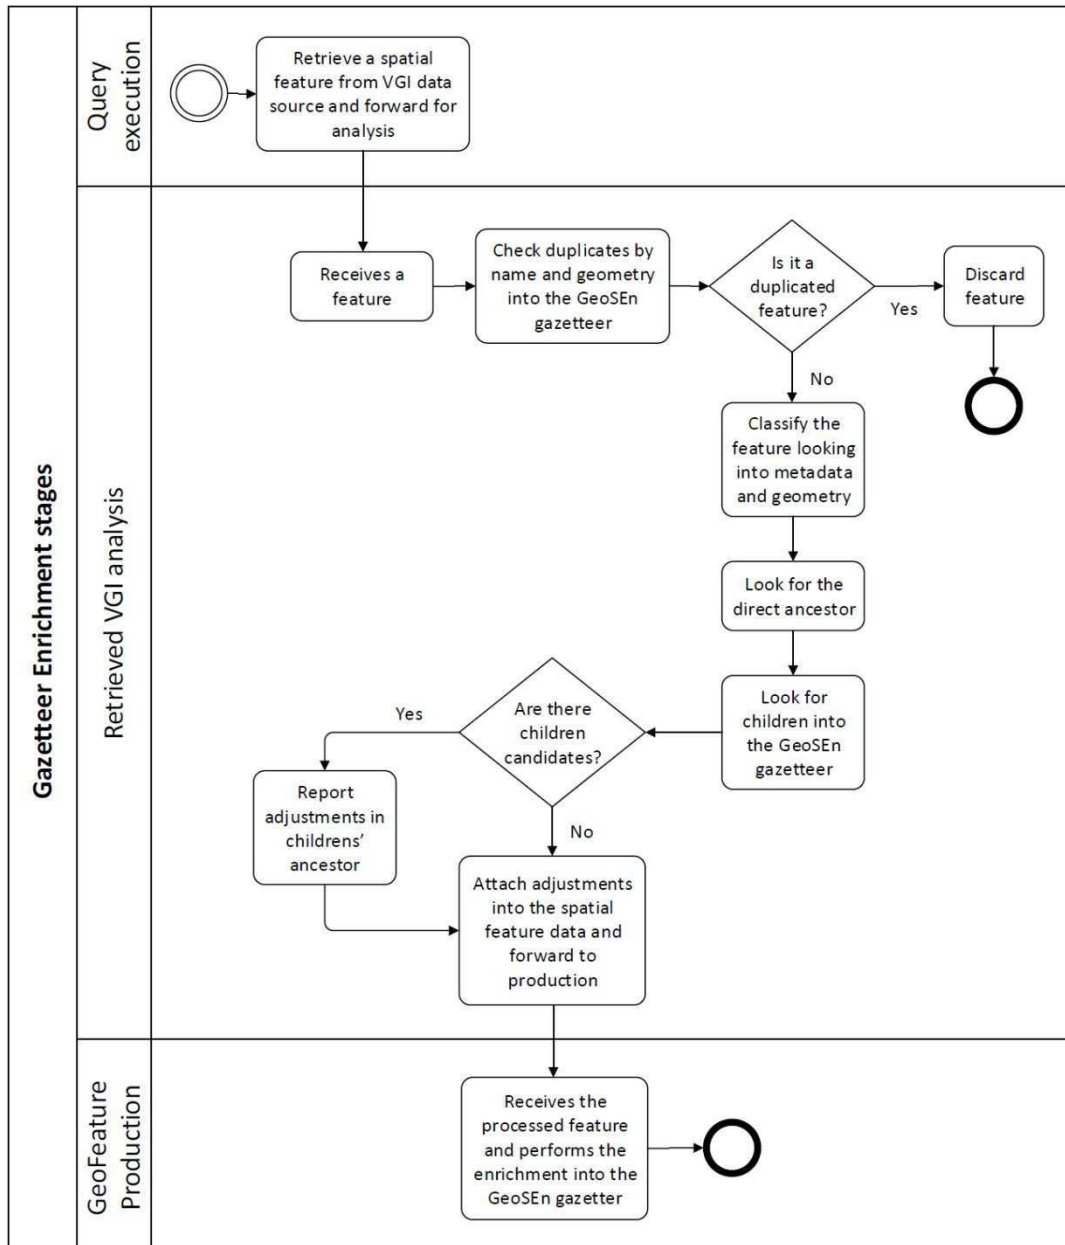 Gazetteer Enrichment stages
Query
execution
Retrieve a spatial
feature from VGI data
source and forward for
analysis
Retrieved VGI analysis
Receives a
feature
Check duplicates by
name and geometry
into the GeoSEn
gazetteer
Is it a
duplicated
feature?
Yes
Discard
feature
No
Classify the
feature looking
into metadata
and geometry
Look for the
direct ancestor
Look for
children into
the GeoSEn
gazetteer
Are there
children
candidates?
Yes
Report
adjustments in
childrens’
ancestor
No
Attach adjustments
into the spatial
feature data and
forward to
production
GeoFeature
Production
Receives the
processed feature
and performs the
enrichment into the
GeoSEn gazetter